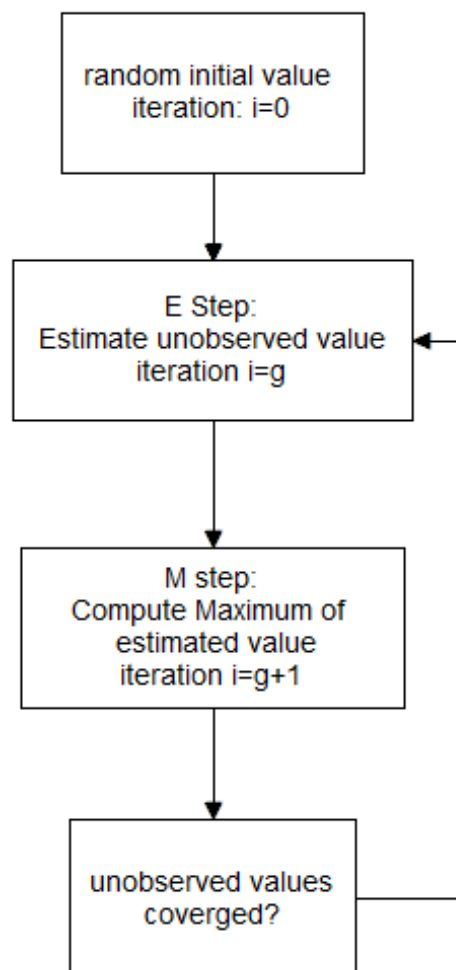 random initial value
iteration: i=0
E Step:
Estimate unobserved value
iteration i=g
M step:
Compute Maximum of
estimated value
iteration i=g+1
unobserved values
coverged?